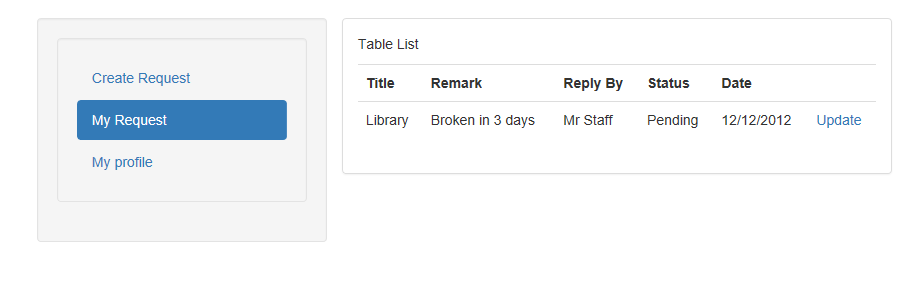 Create Request
My Request
My profile
Table List
Title Remark Reply By Status Date
Library Broken in 3 days Mr Staff Pending 12/12/2012 Update